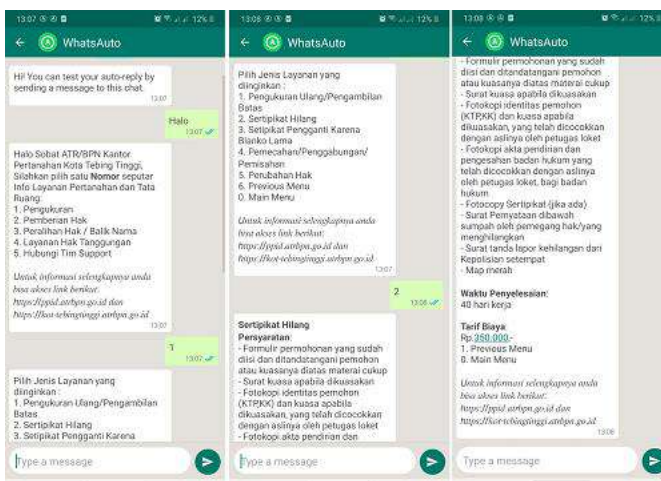 13:07
12%
WhatsAuto
Hi! You can test your auto-reply by
sending a message to this chat.
13:07
Halo
13:07
Halo Sobat ATR/BPN Kantor
Pertanahan Kota Tebing Tinggi,
Silahkan pilih satu Nomor seputar
Info Layanan Pertanahan dan Tata
Ruang:
1. Pengukuran
2. Pemberian Hak
3. Peralihan Hak / Balik Nama
4. Layanan Hak Tanggungan
5. Hubungi Tim Support
Untuk informasi selengkapnya anda
bisa akses link berikut:
https://ppid.atrbpn.go.id dan
https://kot-tebingtinggi.atrbpn.go.id
13:07
1
13:07
Pilih Jenis Layanan yang
diinginkan :
1. Pengukuran Ulang/Pengambilan
Batas
2. Sertipikat Hilang
3. Setipikat Pengganti Karena
Type a message
13:08
12%
WhatsAuto
Pilih Jenis Layanan yang
diinginkan :
1. Pengukuran Ulang/Pengambilan
Batas
2. Sertipikat Hilang
3. Setipikat Pengganti Karena
Blanko Lama
4. Pemecahan/Penggabungan/
Pemisahan
5. Perubahan Hak
6. Previous Menu
0. Main Menu
Untuk informasi selengkapnya anda
bisa akses link berikut:
https://ppid.atrbpn.go.id dan
https://kot-tebingtinggi.atrbpn.go.id
13:07
2
13:08
Sertipikat Hilang
Persyaratan:
- Formulir permohonan yang sudah
diisi dan ditandatangani pemohon
atau kuasanya diatas materai cukup
- Surat kuasa apabila dikuasakan
- Fotokopi identitas pemohon
(KTP,KK) dan kuasa apabila
dikuasakan, yang telah dicocokkan
dengan aslinya oleh petugas loket
- Fotokopi akta pendirian dan
Type a message
13:08
12%
WhatsAuto
- Formulir permohonan yang sudah
diisi dan ditandatangani pemohon
atau kuasanya diatas materai cukup
- Surat kuasa apabila dikuasakan
- Fotokopi identitas pemohon
(KTP,KK) dan kuasa apabila
dikuasakan, yang telah dicocokkan
dengan aslinya oleh petugas loket
- Fotokopi akta pendirian dan
pengesahan badan hukum yang
telah dicocokkan dengan aslinya
oleh petugas loket, bagi badan
hukum
- Fotocopy Sertipikat (jika ada)
- Surat Pernyataan dibawah
sumpah oleh pemegang hak/yang
menghilangkan
- Surat tanda lapor kehilangan dari
Kepolisian setempat
- Map merah
Waktu Penyelesaian:
40 hari kerja
Tarif Biaya:
Rp.350.000,-
1. Previous Menu
0. Main Menu
Untuk informasi selengkapnya anda
bisa akses link berikut:
https://ppid.atrbpn.go.id dan
https://kot-tebingtinggi.atrbpn.go.id
13:08
Type a message